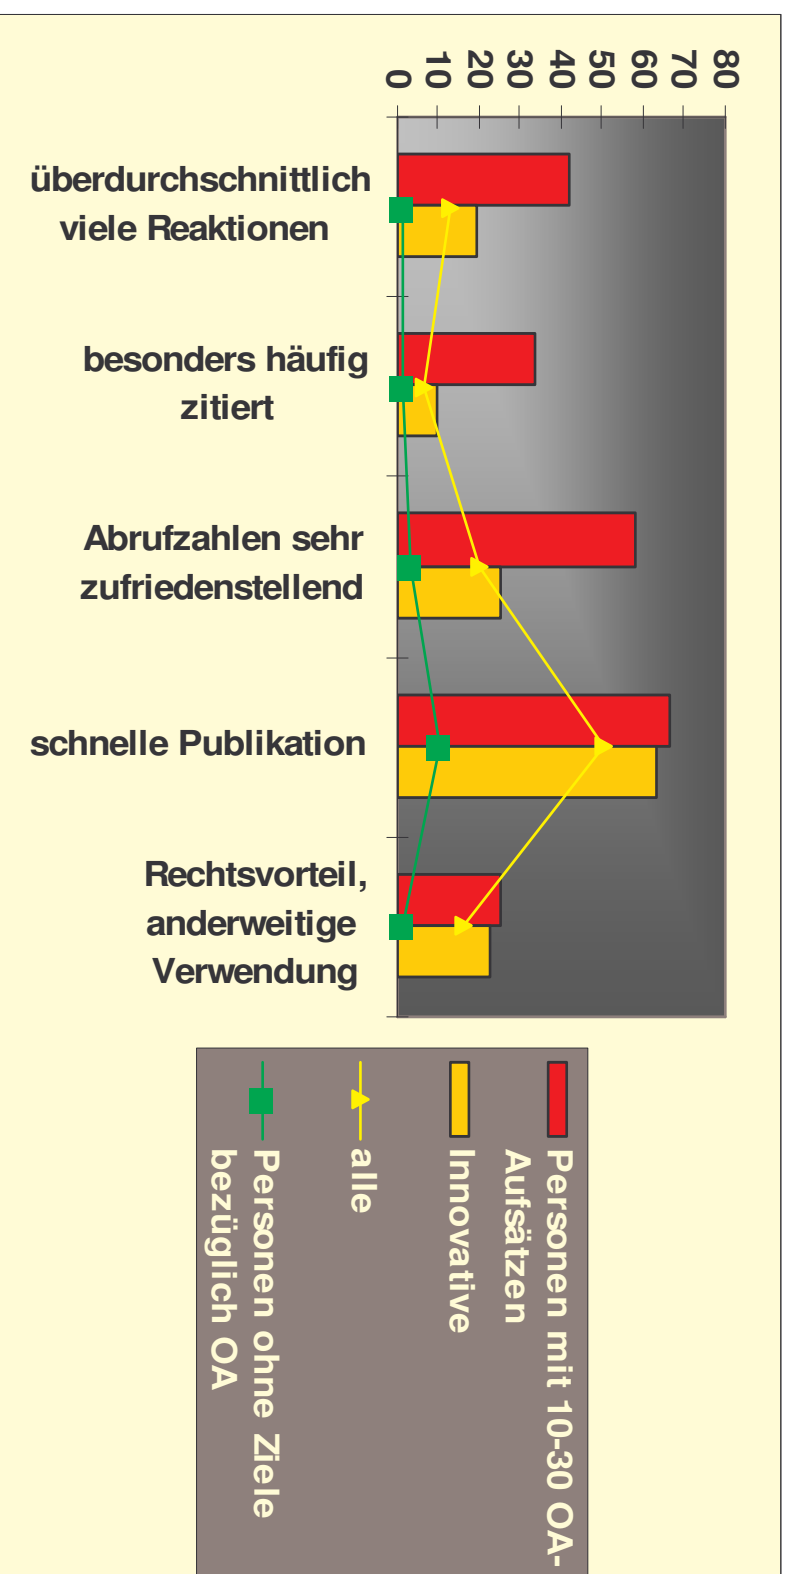 80
70
60
50
40
30
20
10
0
überdurchschnittlich
viele Reaktionen
besonders häufig
zitiert
Abrufzahlen sehr
zufriedenstellend
schnelle Publikation
Rechtsvorteil,
anderweitige
Verwendung
Personen mit 10-30 OA-
Aufsätzen
Innovative
alle
Personen ohne Ziele
bezüglich OA